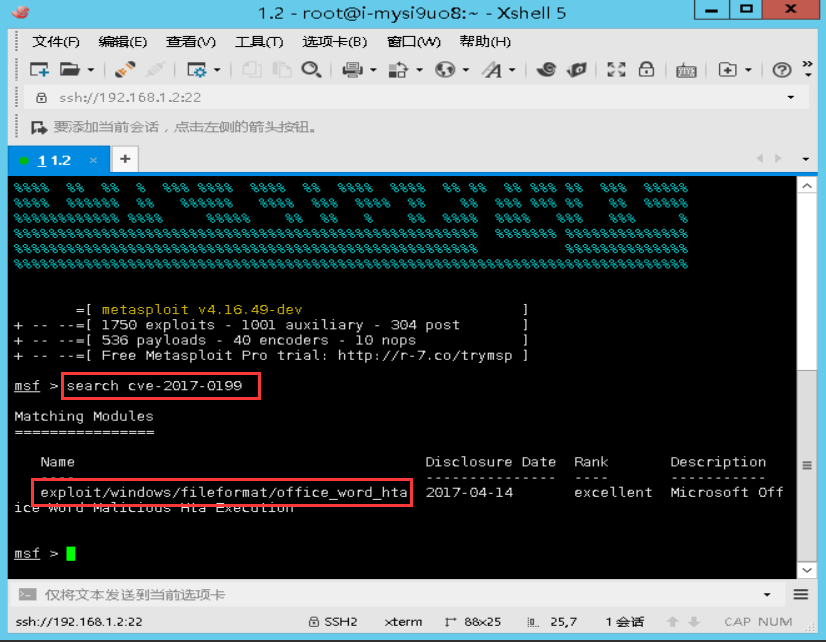 1.2 - root@i-mysi9uo8:~ - Xshell 5
文件(F) 编辑(E) 查看(V) 工具(T) 选项卡(B) 窗口(W) 帮助(H)
ssh://192.168.1.2:22
要添加当前会话，点击左侧的箭头按钮。
1 1.2 × +
=[ metasploit v4.16.49-dev ]
+ -- --=[ 1750 exploits - 1001 auxiliary - 304 post ]
+ -- --=[ 536 payloads - 40 encoders - 10 nops ]
+ -- --=[ Free Metasploit Pro trial: http://r-7.co/trymsp ]
msf > search cve-2017-0199
Matching Modules
================
Name Disclosure Date Rank Description
---- --------------- ---- -----------
exploit/windows/fileformat/office_word_hta 2017-04-14 excellent Microsoft Off
ice Word Malicious Hta Execution
msf >
仅将文本发送到当前选项卡
ssh://192.168.1.2:22 SSH2 xterm 88x25 25,7 1 会话 CAP NUM